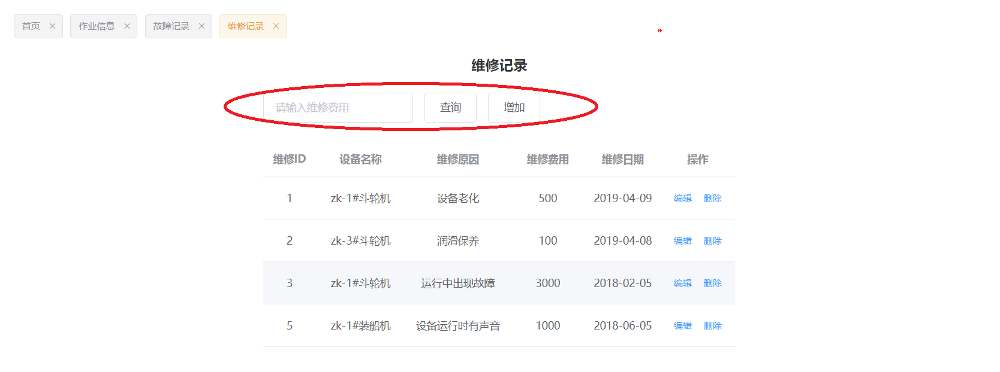 首页 作业信息 故障记录 维修记录
维修记录
请输入维修费用 查询 增加
维修ID 设备名称 维修原因 维修费用 维修日期 操作
1 zk-1#斗轮机 设备老化 500 2019-04-09 编辑 删除
2 zk-3#斗轮机 润滑保养 100 2019-04-08 编辑 删除
3 zk-1#斗轮机 运行中出现故障 3000 2018-02-05 编辑 删除
5 zk-1#装船机 设备运行时有声音 1000 2018-06-05 编辑 删除